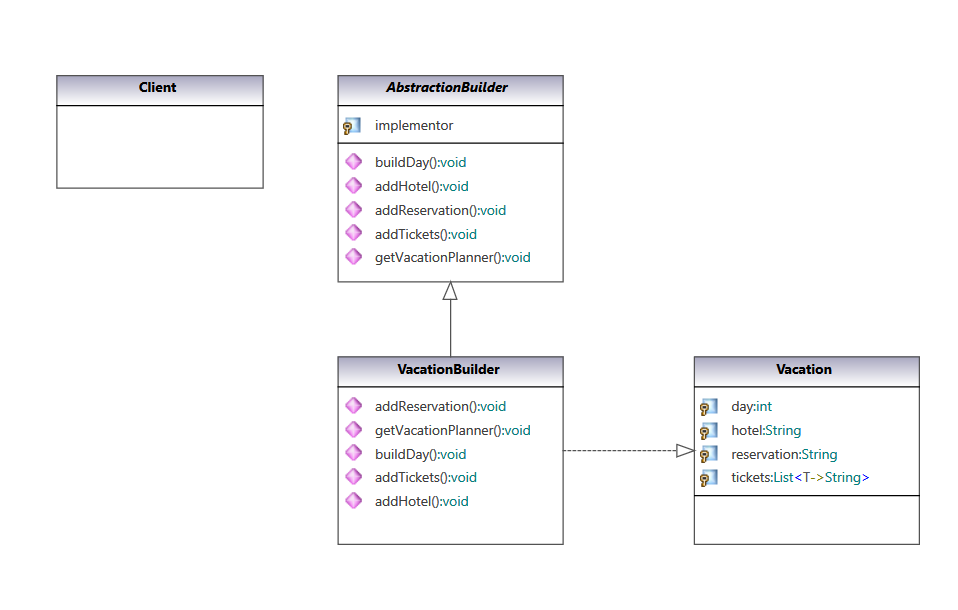 Client
AbstractionBuilder
implementor
buildDay():void
addHotel():void
addReservation():void
addTickets():void
getVacationPlanner():void
VacationBuilder
addReservation():void
getVacationPlanner():void
buildDay():void
addTickets():void
addHotel():void
Vacation
day:int
hotel:String
reservation:String
tickets:List<T->String>